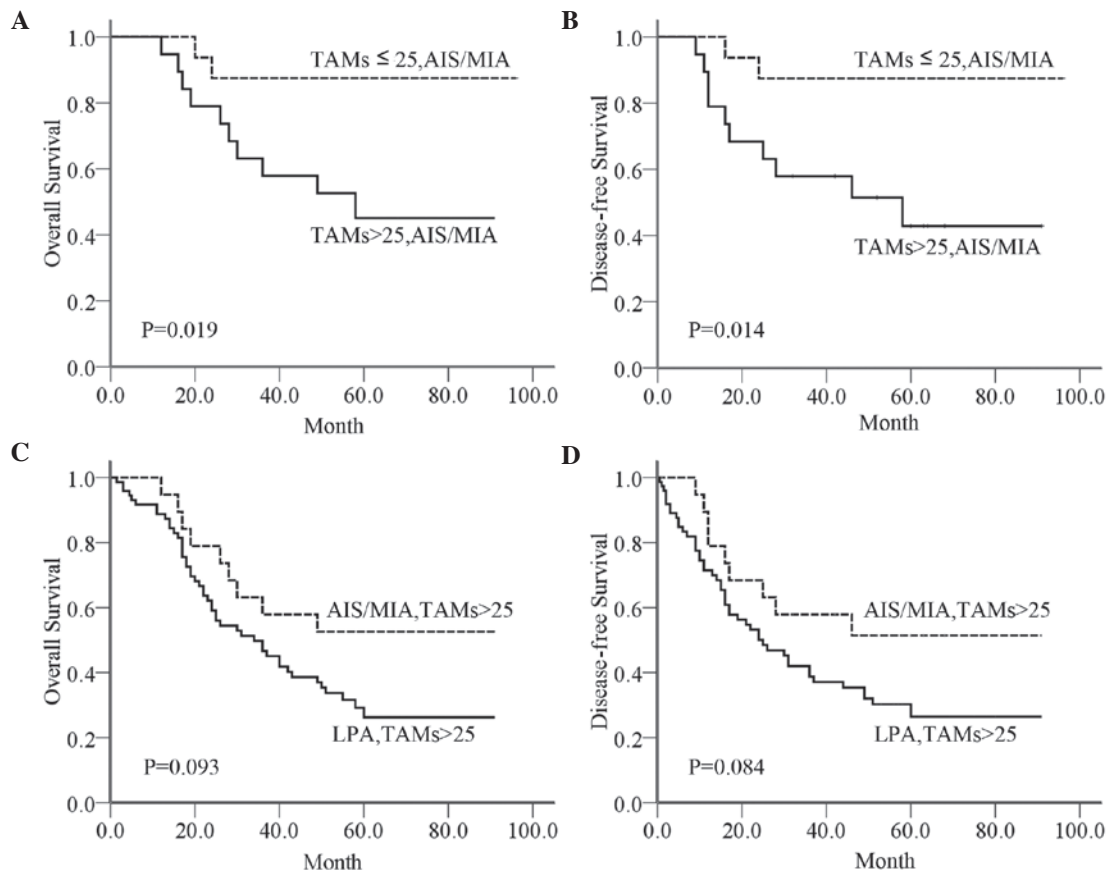 A
Overall Survival
1.0
0.8
0.6
0.4
0.2
0.0
TAMs ≤ 25,AIS/MIA
TAMs>25,AIS/MIA
P=0.019
0.0 20.0 40.0 60.0 80.0 100.0
Month
B
Disease-free Survival
1.0
0.8
0.6
0.4
0.2
0.0
TAMs ≤ 25,AIS/MIA
TAMs>25,AIS/MIA
P=0.014
0.0 20.0 40.0 60.0 80.0 100.0
Month
C
Overall Survival
1.0
0.8
0.6
0.4
0.2
0.0
AIS/MIA,TAMs>25
LPA,TAMs>25
P=0.093
0.0 20.0 40.0 60.0 80.0 100.0
Month
D
Disease-free Survival
1.0
0.8
0.6
0.4
0.2
0.0
AIS/MIA,TAMs>25
LPA,TAMs>25
P=0.084
0.0 20.0 40.0 60.0 80.0 100.0
Month